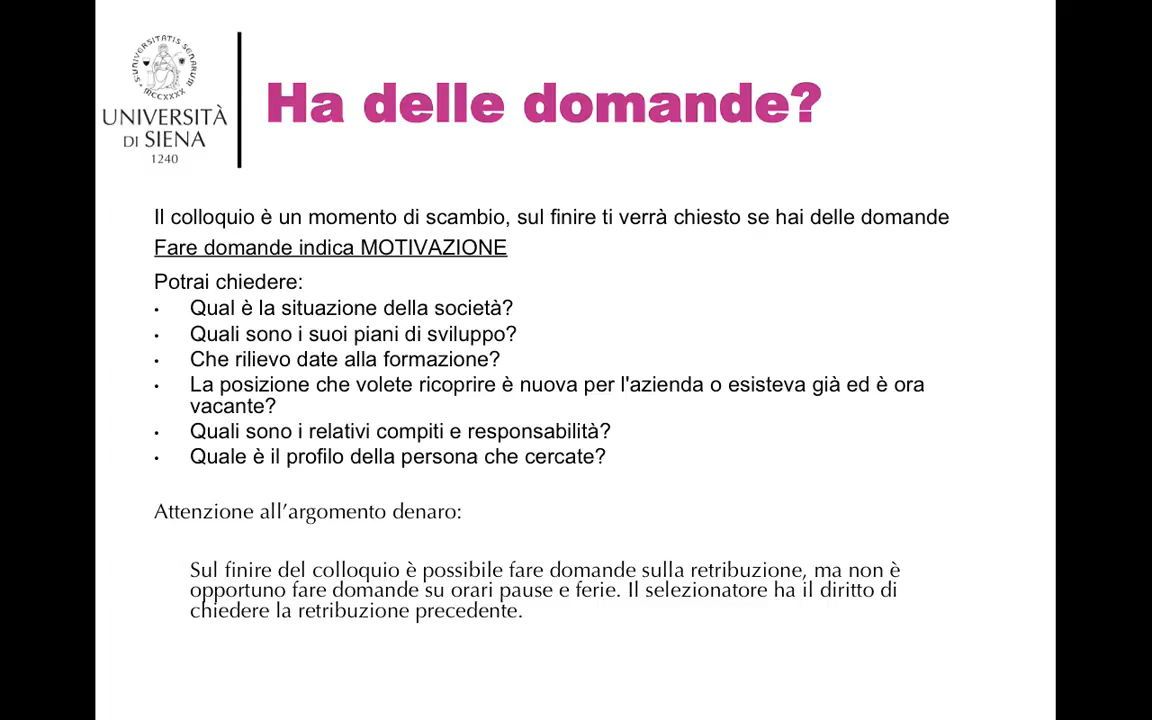 UNIVERSITÀ
DI SIENA
1240
Ha delle domande?
Il colloquio è un momento di scambio, sul finire ti verrà chiesto se hai delle domande
Fare domande indica MOTIVAZIONE
Potrai chiedere:
• Qual è la situazione della società?
• Quali sono i suoi piani di sviluppo?
• Che rilievo date alla formazione?
• La posizione che volete ricoprire è nuova per l'azienda o esisteva già ed è ora
vacante?
• Quali sono i relativi compiti e responsabilità?
• Quale è il profilo della persona che cercate?
Attenzione all’argomento denaro:
Sul finire del colloquio è possibile fare domande sulla retribuzione, ma non è
opportuno fare domande su orari pause e ferie. Il selezionatore ha il diritto di
chiedere la retribuzione precedente.